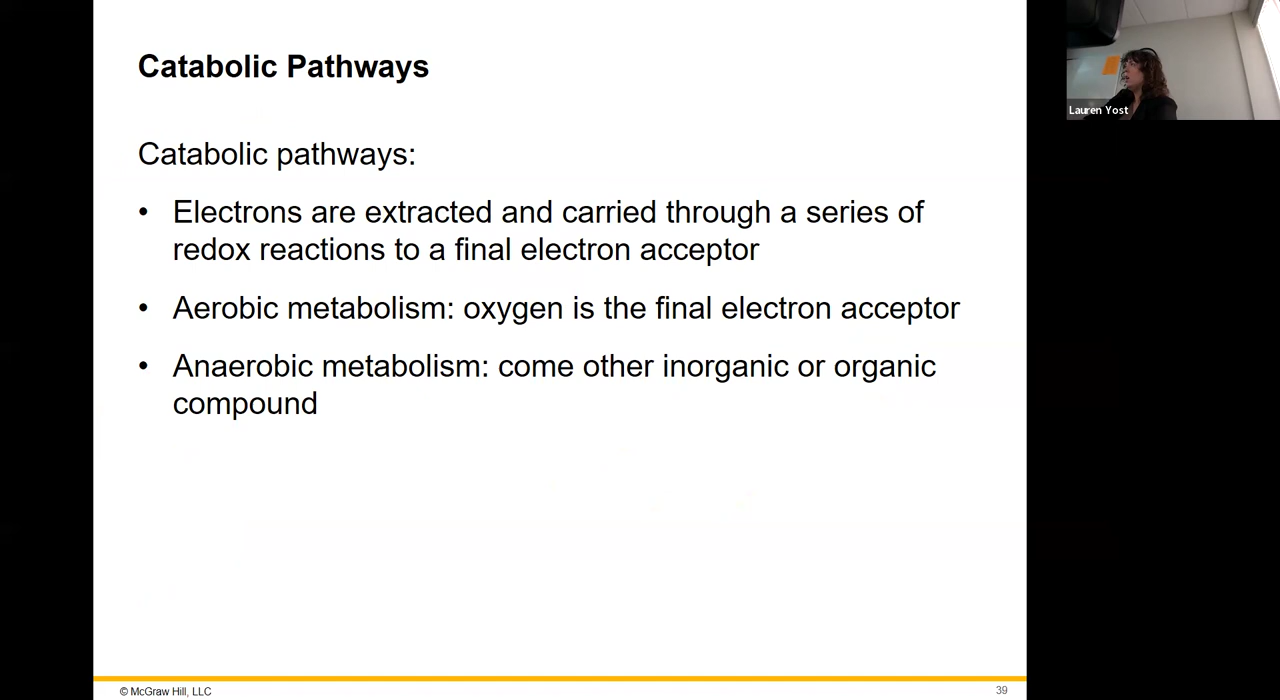 Catabolic Pathways
Catabolic pathways:
• Electrons are extracted and carried through a series of
redox reactions to a final electron acceptor
• Aerobic metabolism: oxygen is the final electron acceptor
• Anaerobic metabolism: come other inorganic or organic
compound
© McGraw Hill, LLC
39
Lauren Yost